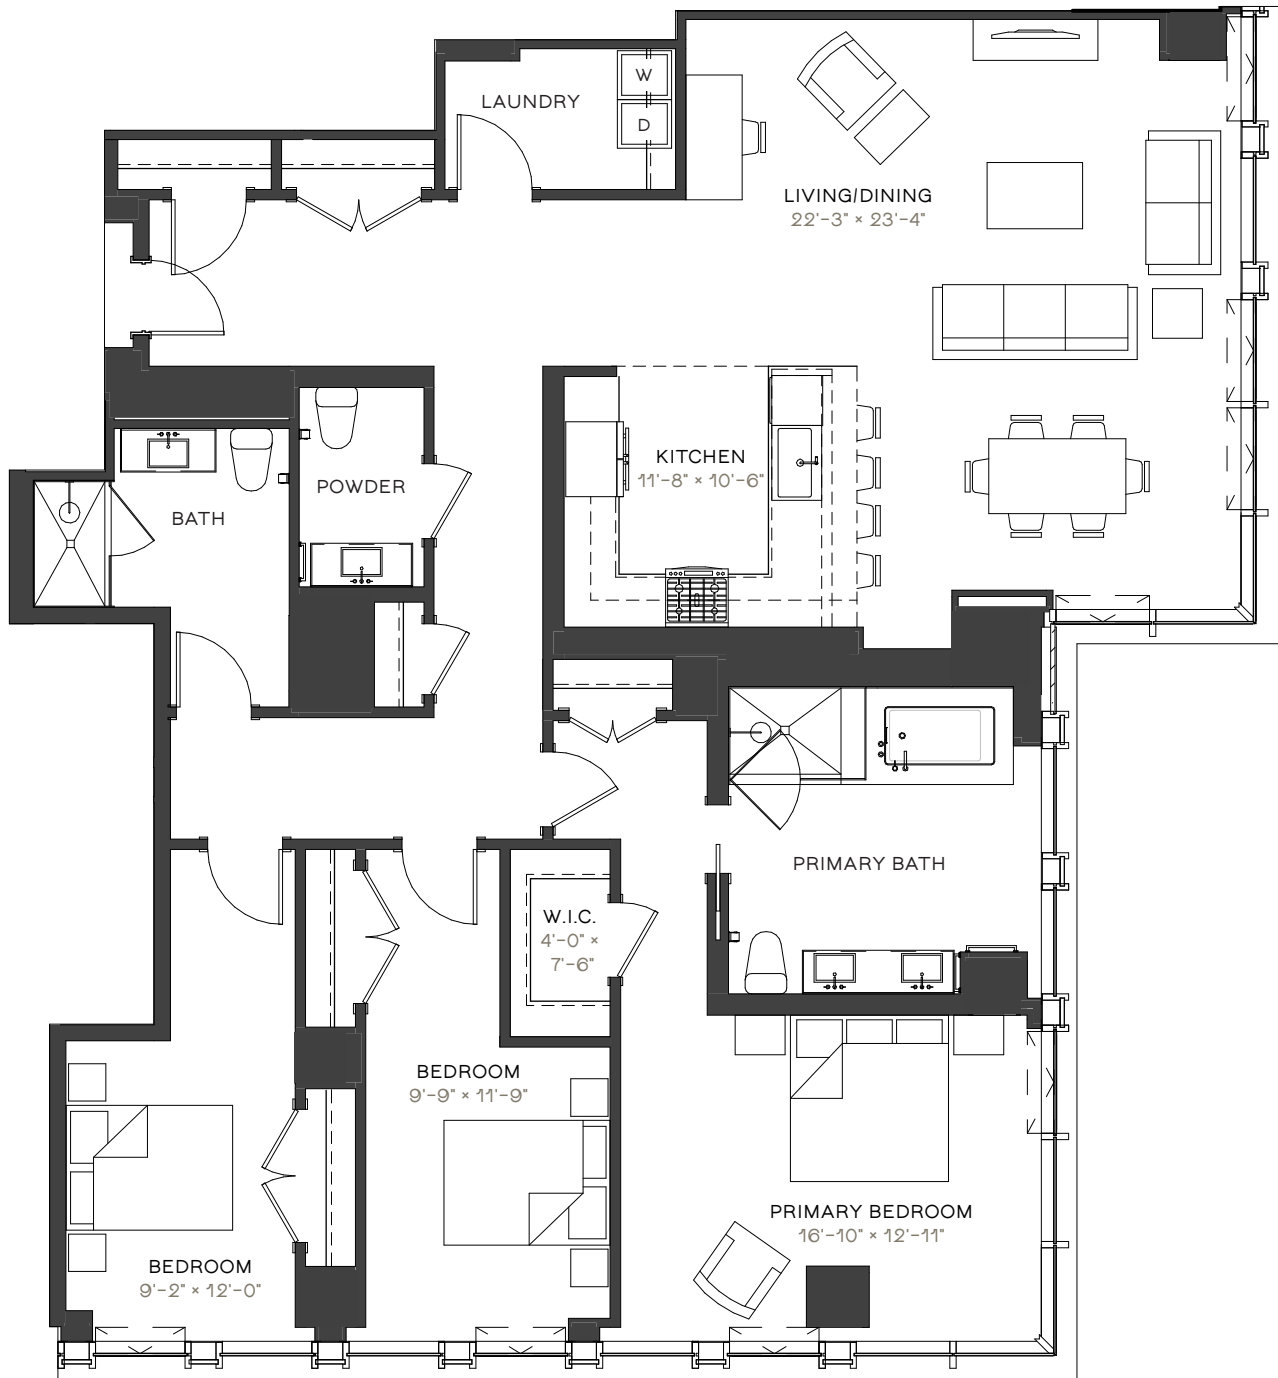 W
LAUNDRY
D
LIVING/DINING
22'-3" × 23'-4"
KITCHEN
11'-8" × 10'-6"
POWDER
BATH
PRIMARY BATH
W.I.C.
4'-0" ×
7'-6"
BEDROOM
9'-9" × 11'-9"
PRIMARY BEDROOM
16'-10" × 12'-11"
BEDROOM
9'-2" × 12'-0"